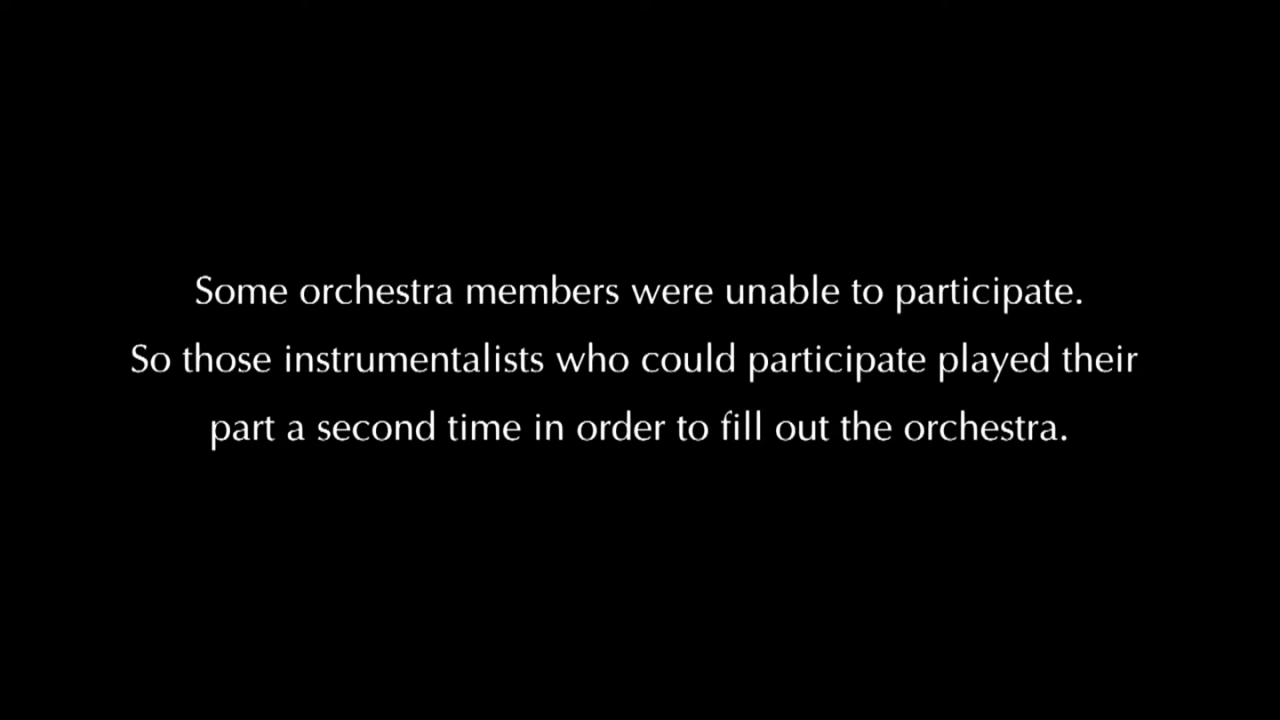 Some orchestra members were unable to participate.
So those instrumentalists who could participate played their
part a second time in order to fill out the orchestra.